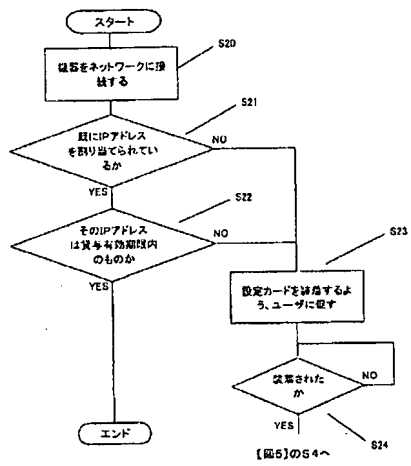 スタート
S20
機器をネットワークに接
続する
S21
既にIPアドレス
を割り当てられてい
るか
NO
YES
S22
そのIPアドレス
は貸与有効期限内
のものか
NO
YES
S23
設定カードを装着するよ
う、ユーザに促す
装着された
か
NO
YES
S24
エンド
[図5]のS4へ